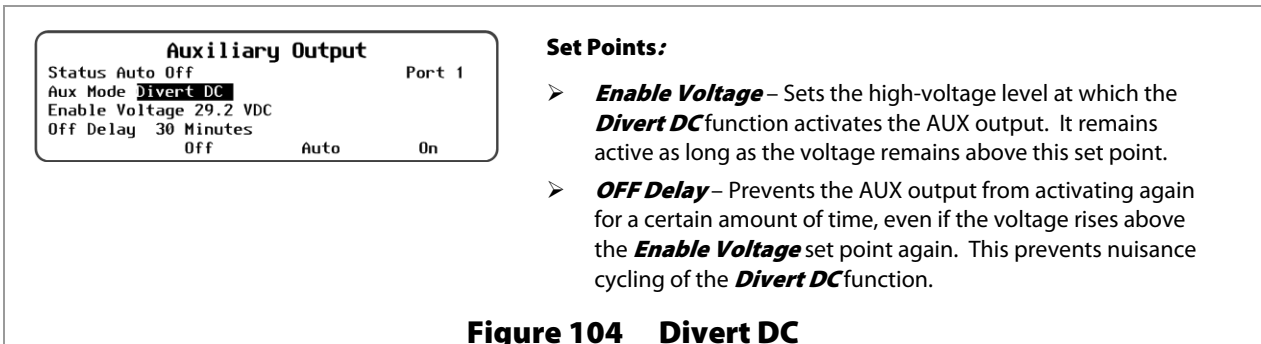 Auxiliary Output
Status Auto Off Port 1
Aux Mode Divert DC
Enable Voltage 29.2 VDC
Off Delay 30 Minutes
Off Auto On
Set Points:
➢ Enable Voltage – Sets the high-voltage level at which the
Divert DC function activates the AUX output. It remains
active as long as the voltage remains above this set point.
➢ OFF Delay – Prevents the AUX output from activating again
for a certain amount of time, even if the voltage rises above
the Enable Voltage set point again. This prevents nuisance
cycling of the Divert DC function.
Figure 104 Divert DC